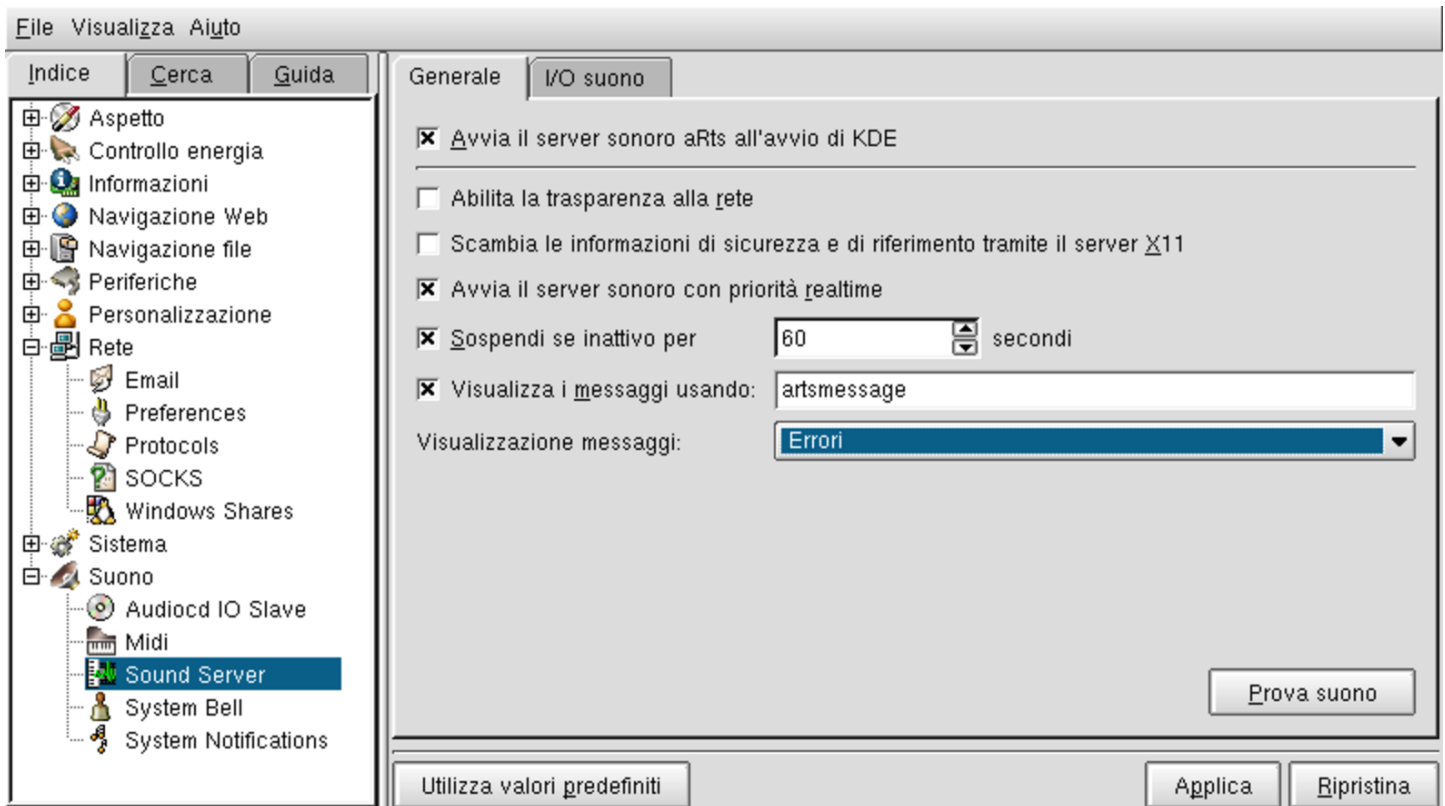 File Visualizza Aiuto
Indice Cerca Guida
Aspetto
Controllo energia
Informazioni
Navigazione Web
Navigazione file
Periferiche
Personalizzazione
Rete
Email
Preferences
Protocols
SOCKS
Windows Shares
Sistema
Suono
Audiocd IO Slave
Midi
Sound Server
System Bell
System Notifications
Generale I/O suono
Avvia il server sonoro aRts all'avvio di KDE
Abilita la trasparenza alla rete
Scambia le informazioni di sicurezza e di riferimento tramite il server X11
Avvia il server sonoro con priorità realtime
Sospendi se inattivo per 60 secondi
Visualizza i messaggi usando: artsmessage
Visualizzazione messaggi: Errori
Prova suono
Utilizza valori predefiniti Applica Ripristina